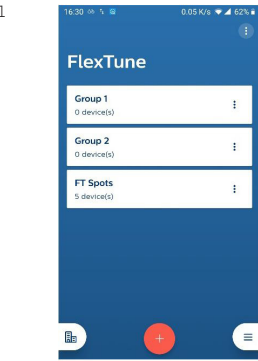 1
16:30
0.05 K/s 62%
FlexTune
Group 1
0 device(s)
Group 2
0 device(s)
FT Spots
5 device(s)